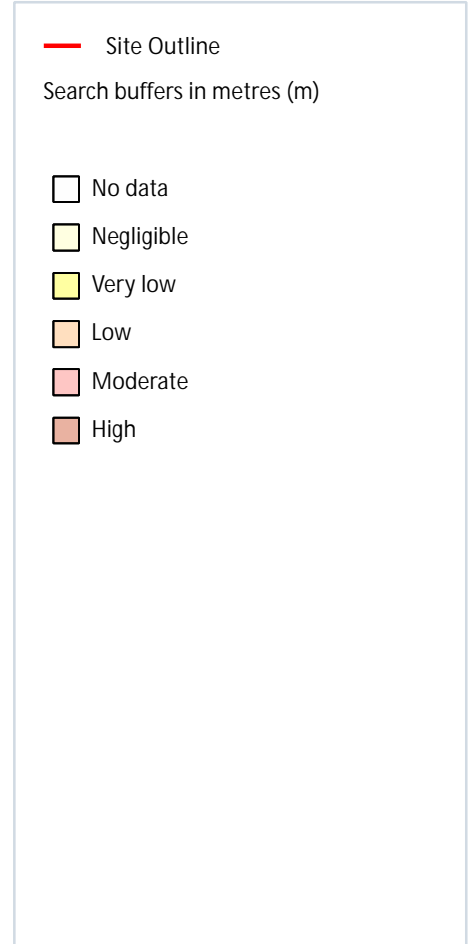 Site Outline
Search buffers in metres (m)
No data
Negligible
Very low
Low
Moderate
High